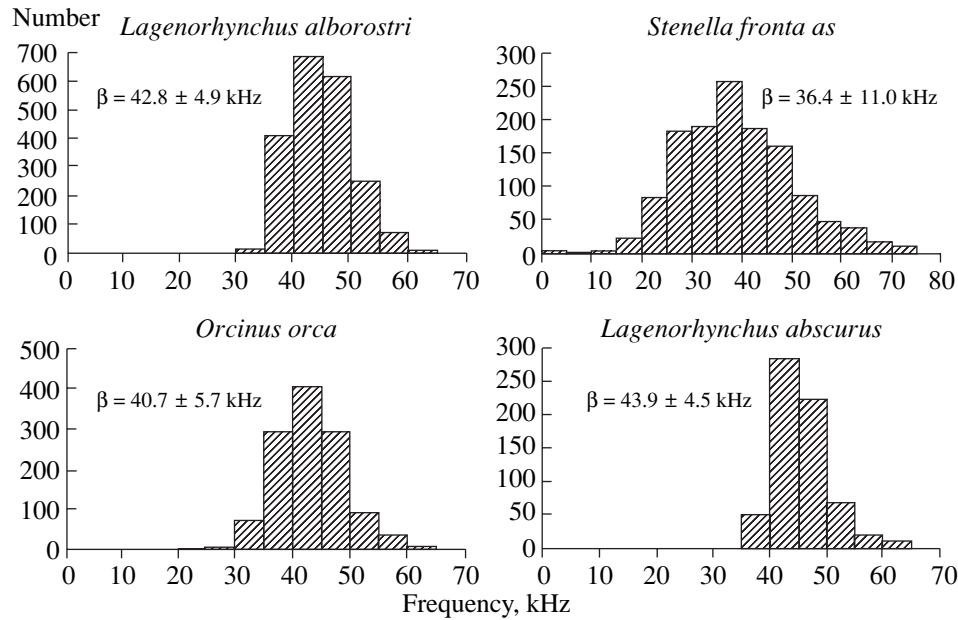 Number
Lagenorhynchus alborostri
700
600
500
400
300
200
100
0
β = 42.8 ± 4.9 kHz
0 10 20 30 40 50 60 70
Stenella fronta as
300
250
200
150
100
50
0
β = 36.4 ± 11.0 kHz
0 10 20 30 40 50 60 70 80
Orcinus orca
500
400
300
200
100
0
β = 40.7 ± 5.7 kHz
0 10 20 30 40 50 60 70
Lagenorhynchus abscurus
300
250
200
150
100
50
0
β = 43.9 ± 4.5 kHz
0 10 20 30 40 50 60 70
Frequency, kHz